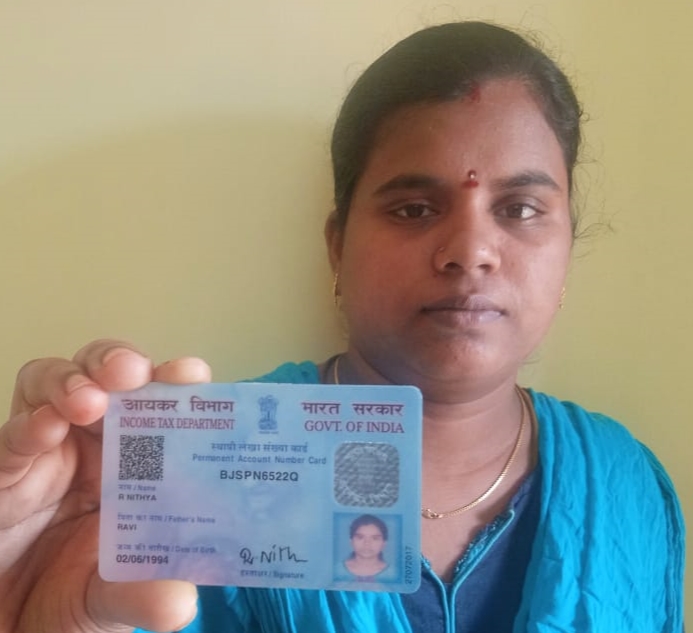 आयकर विभाग
INCOME TAX DEPARTMENT
भारत सरकार
GOVT. OF INDIA
स्थायी लेखा संख्या कार्ड
Permanent Account Number Card
BJSPN6522Q
नाम / Name
R NITHYA
पिता का नाम / Father's Name
RAVI
जन्म की तारीख / Date of Birth
02/06/1994
R. Nith
हस्ताक्षर / Signature
27072017